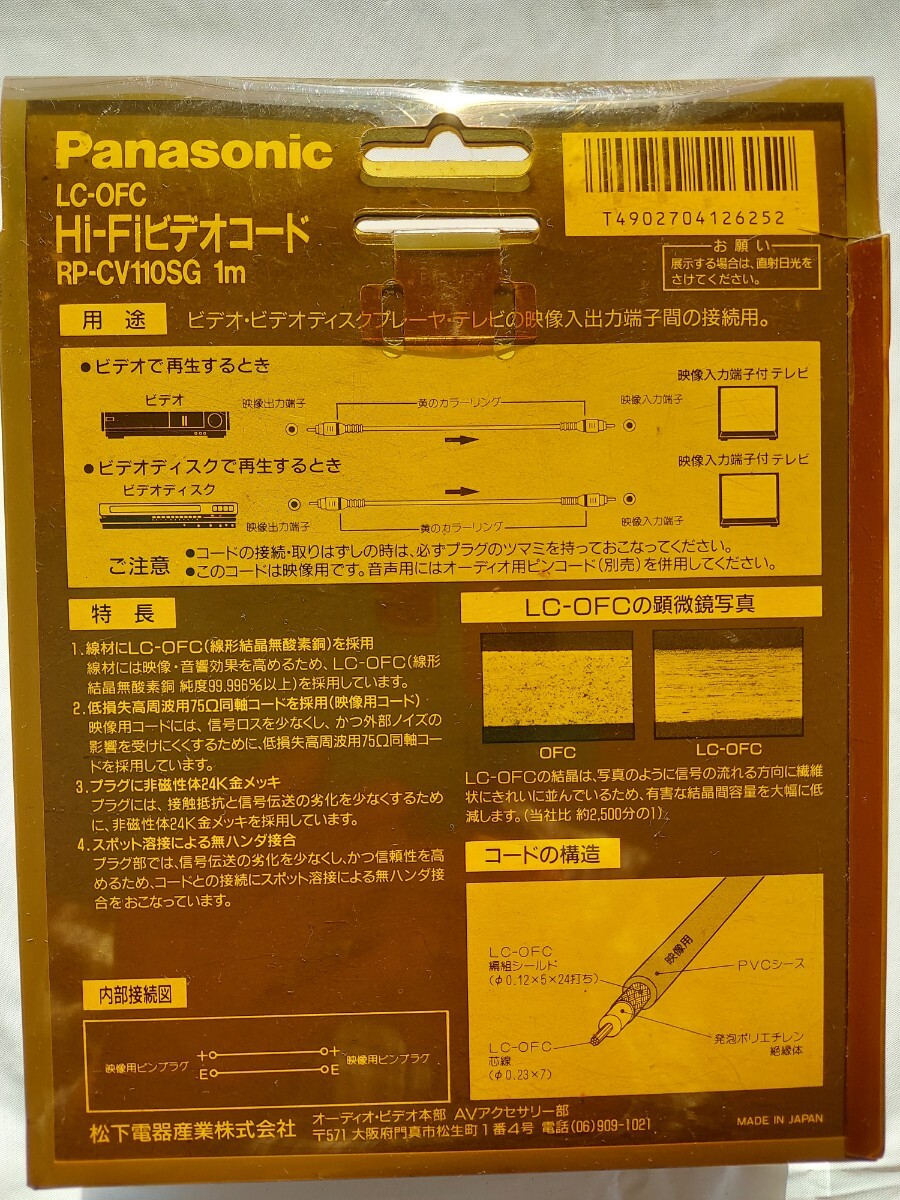 Panasonic
LC-OFC
Hi-Fiビデオコード
RP-CV110SG 1m
T4902704126252
お願い
展示する場合は、直射日光を
さけてください。
用途
ビデオ・ビデオディスクプレーヤ・テレビの映像入出力端子間の接続用。
●ビデオで再生するとき
ビデオ
映像出力端子
黄のカラーリング
映像入力端子
映像入力端子付テレビ
●ビデオディスクで再生するとき
ビデオディスク
映像出力端子
黄のカラーリング
映像入力端子
映像入力端子付テレビ
ご注意
●コードの接続・取りはずしの時は、必ずプラグのツマミを持っておこなってください。
●このコードは映像用です。音声用にはオーディオ用ピンコード(別売)を併用してください。
特長
1.線材にLC-OFC(線形結晶無酸素銅)を採用
線材には映像・音響効果を高めるため、LC-OFC(線形
結晶無酸素銅 純度99.996%以上)を採用しています。
2.低損失高周波用75Ω同軸コードを採用(映像用コード)
映像用コードには、信号ロスを少なくし、かつ外部ノイズの
影響を受けにくくするために、低損失高周波用75Ω同軸コー
ドを採用しています。
3.プラグに非磁性体24K金メッキ
プラグには、接触抵抗と信号伝送の劣化を少なくするため
に、非磁性体24K金メッキを採用しています。
4.スポット溶接による無ハンダ接合
プラグ部では、信号伝送の劣化を少なくし、かつ信頼性を高
めるため、コードとの接続にスポット溶接による無ハンダ接
合をおこなっています。
LC-OFCの顕微鏡写真
OFC
LC-OFC
LC-OFCの結晶は、写真のように信号の流れる方向に繊維
状にきれいに並んでいるため、有害な結晶間容量を大幅に低
減します。(当社比 約2,500分の1)
コードの構造
映像用
LC-OFC
編組シールド
(φ0.12×5×24打ち)
PVCシース
LC-OFC
芯線
(φ0.23×7)
発泡ポリエチレン
絶縁体
内部接続図
映像用ピンプラグ
+
+
E
E
映像用ピンプラグ
松下電器産業株式会社
オーディオ・ビデオ本部 AVアクセサリー部
〒571 大阪府門真市松生町1番4号 電話(06)909-1021
MADE IN JAPAN